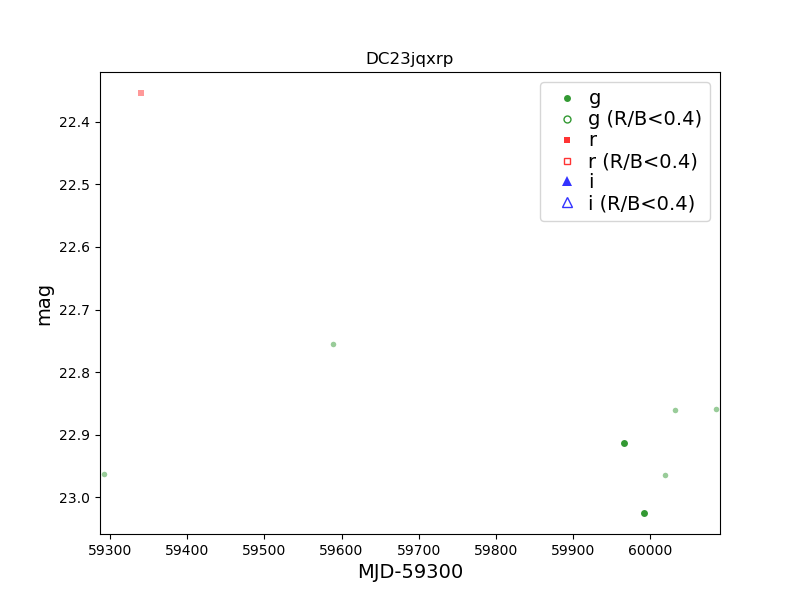 DC23jqxrp
g
g (R/B<0.4)
r
r (R/B<0.4)
i
i (R/B<0.4)
mag
22.4
22.5
22.6
22.7
22.8
22.9
23.0
59300 59400 59500 59600 59700 59800 59900 60000
MJD-59300